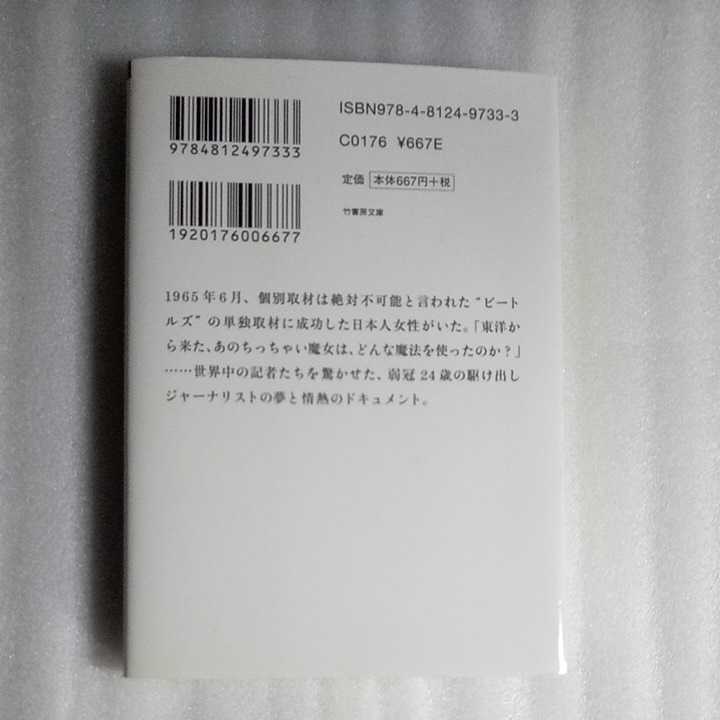 ISBN978-4-8124-9733-3
9784812497333
C0176 ¥667E
定価 本体667円+税
竹書房文庫
1920176006677
1965年6月、個別取材は絶対不可能と言われた“ビート
ルズ”の単独取材に成功した日本人女性がいた。「東洋か
ら来た、あのちっちゃい魔女は、どんな魔法を使ったのか?」
……世界中の記者たちを驚かせた、弱冠24歳の駆け出し
ジャーナリストの夢と情熱のドキュメント。